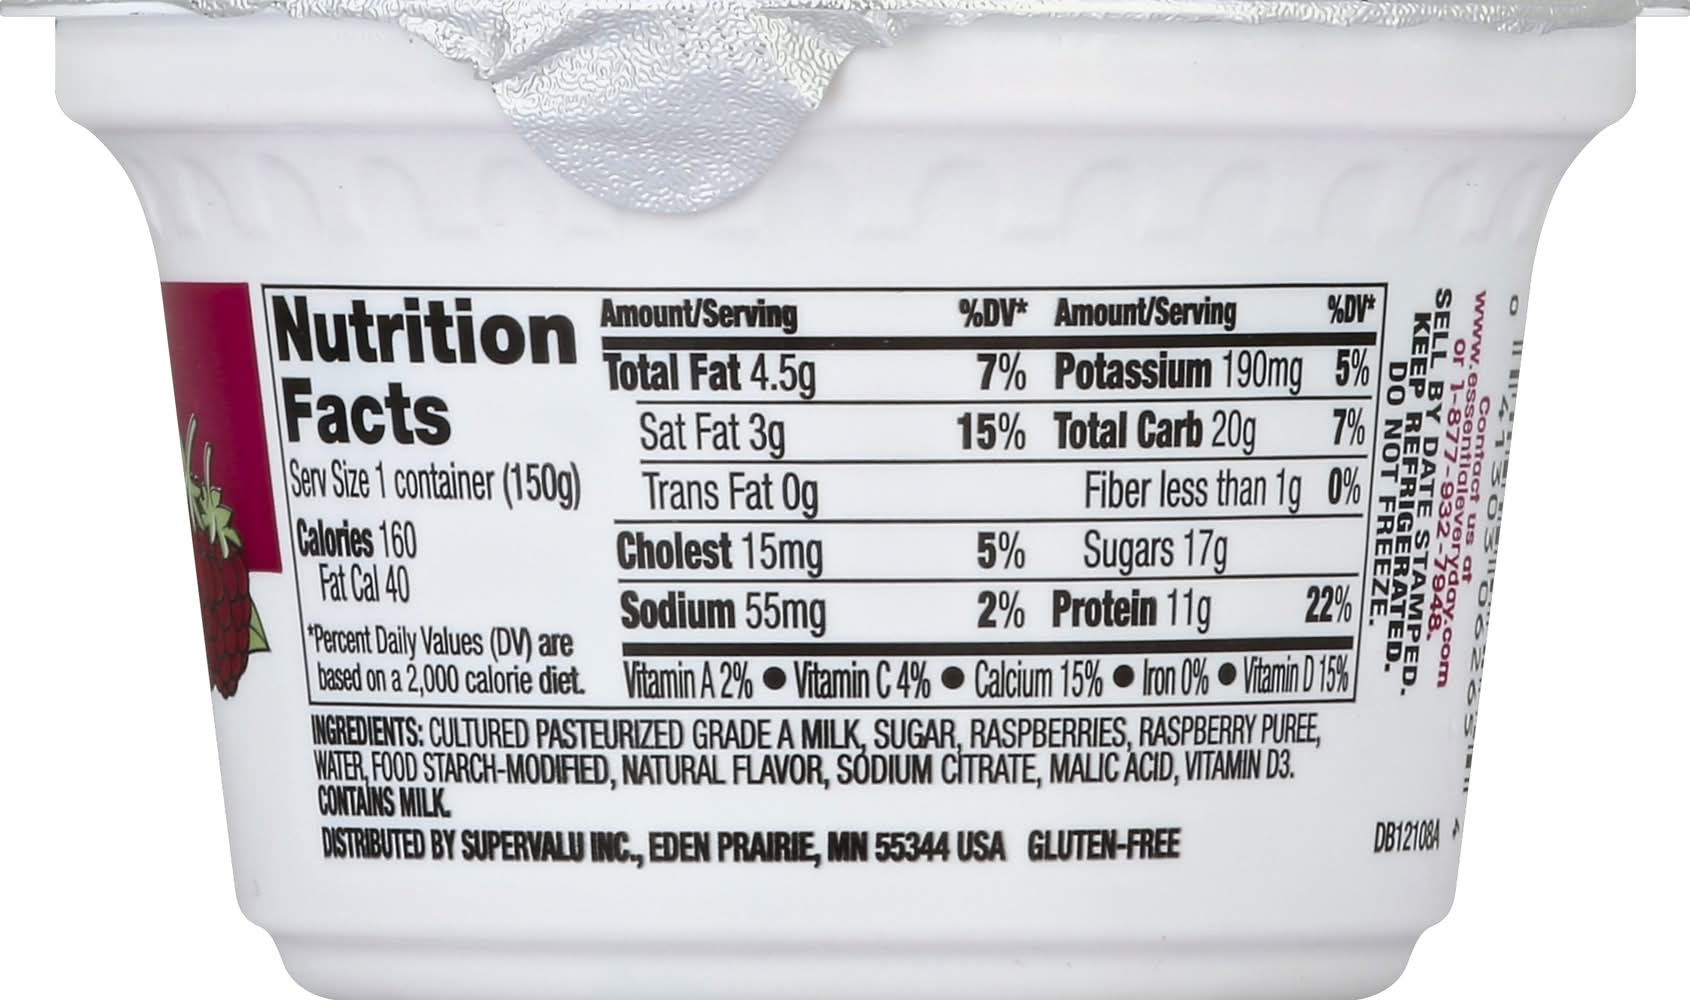 Nutrition
Facts
Serv Size 1 container (150g)
Calories 160
Fat Cal 40
*Percent Daily Values (DV) are
based on a 2,000 calorie diet.
Amount/Serving %DV* Amount/Serving %DV*
Total Fat 4.5g 7% Potassium 190mg 5%
Sat Fat 3g 15% Total Carb 20g 7%
Trans Fat 0g Fiber less than 1g 0%
Cholest 15mg 5% Sugars 17g
Sodium 55mg 2% Protein 11g 22%
Vitamin A 2% ● Vitamin C 4% ● Calcium 15% ● Iron 0% ● Vitamin D 15%
INGREDIENTS: CULTURED PASTEURIZED GRADE A MILK, SUGAR, RASPBERRIES, RASPBERRY PUREE,
WATER, FOOD STARCH-MODIFIED, NATURAL FLAVOR, SODIUM CITRATE, MALIC ACID, VITAMIN D3.
CONTAINS MILK.
DISTRIBUTED BY SUPERVALU INC., EDEN PRAIRIE, MN 55344 USA GLUTEN-FREE
DB12108A
Contact us at
www.essentialeveryday.com
or 1-877-932-7948.
SELL BY DATE STAMPED.
KEEP REFRIGERATED.
DO NOT FREEZE.